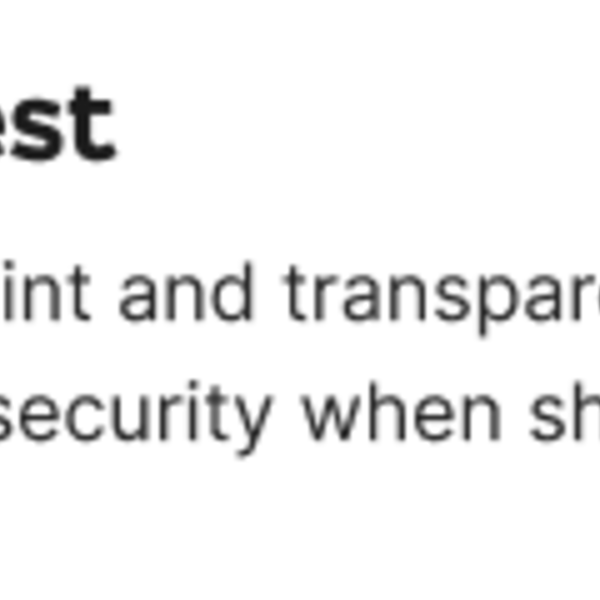 est
int and transpar
security when sh